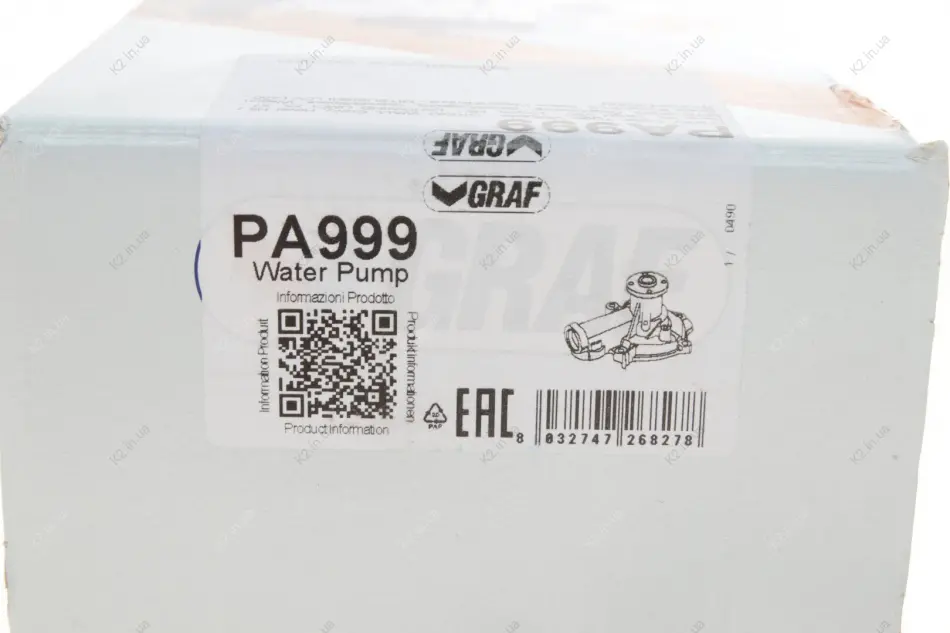 PA999
GRAF
GRAF
PA999
Water Pump
Informazioni Prodotto
Information Produit
Produktinformationen
Product Information
PAP
EAC
8 032747 268278
1 / 0490
K2.in.ua